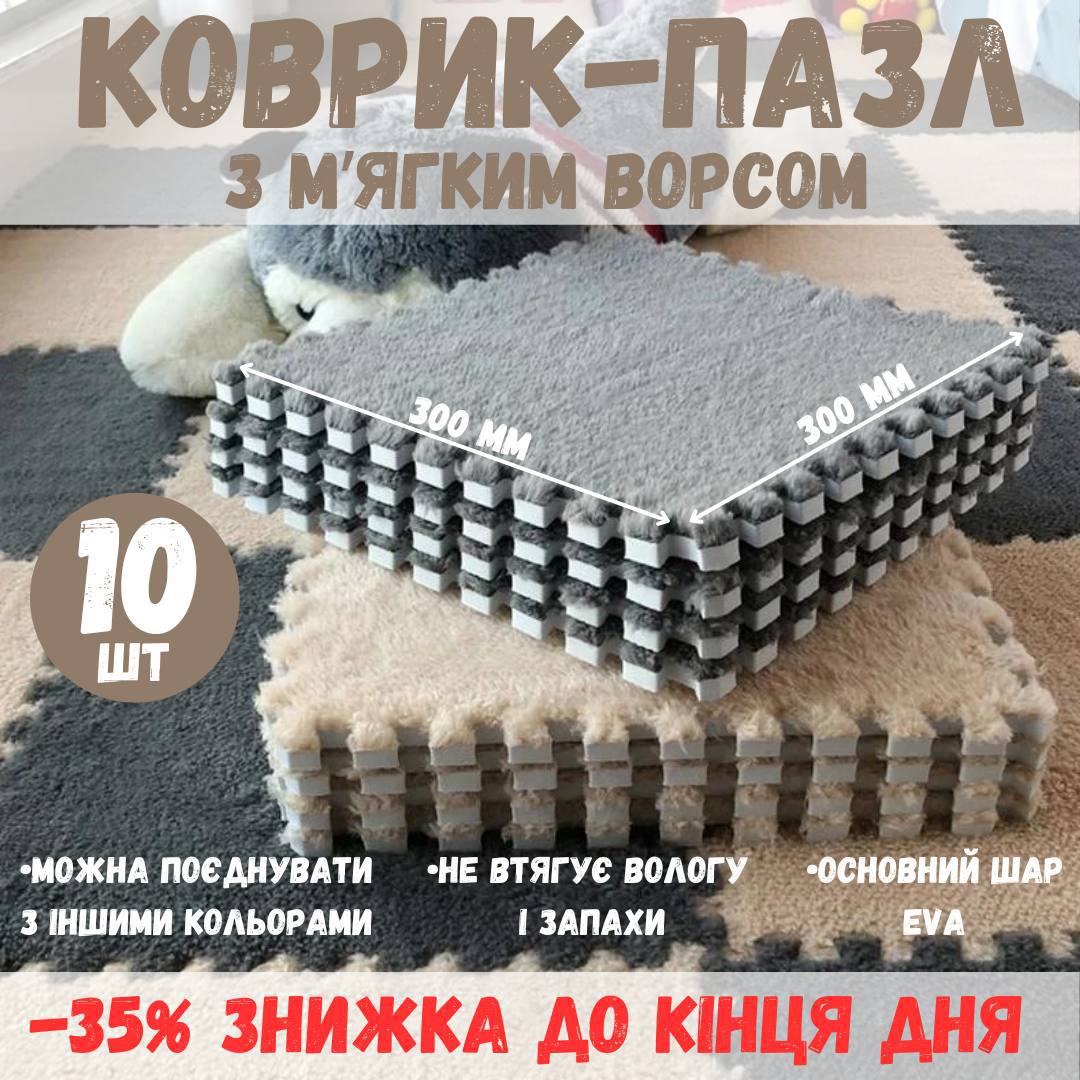 КОВРИК-ПАЗЛ
З М'ЯГКИМ ВОРСОМ
300 ММ
300 ММ
10
ШТ
•МОЖНА ПОЄДНУВАТИ
З ІНШИМИ КОЛЬОРАМИ
•НЕ ВТЯГУЄ ВОЛОГУ
І ЗАПАХИ
•ОСНОВНИЙ ШАР
EVA
-35% ЗНИЖКА ДО КІНЦЯ ДНЯ